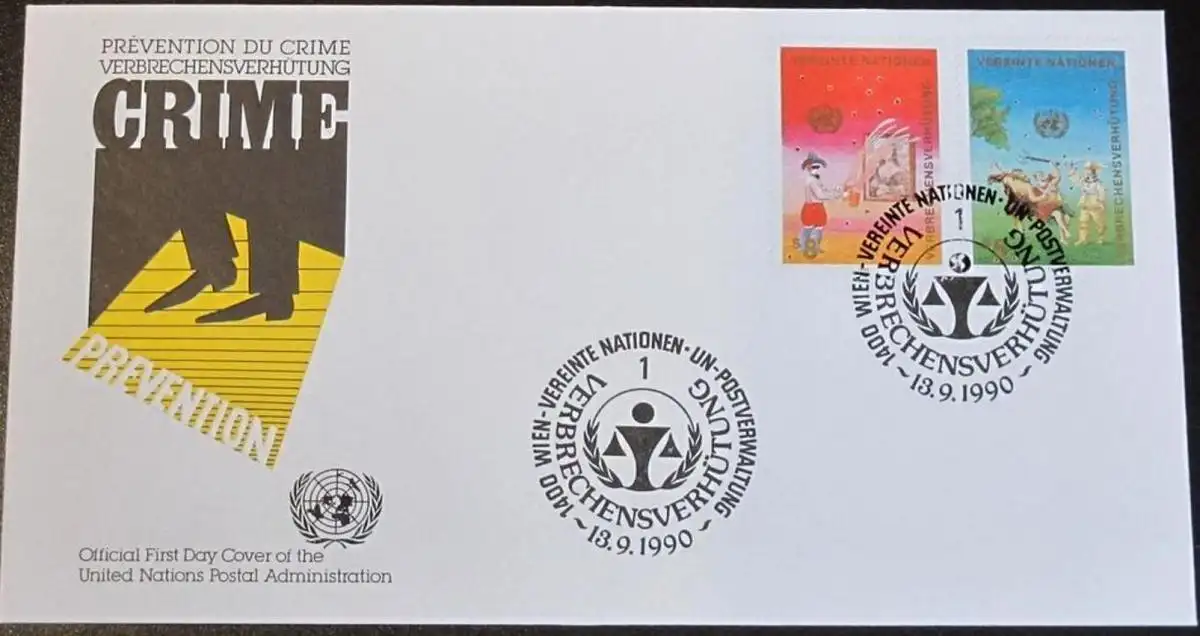 PRÉVENTION DU CRIME
VERBRECHENSVERHÜTUNG
CRIME
PREVENTION
Official First Day Cover of the
United Nations Postal Administration
VEREINTE NATIONEN
VERBRECHENSVERHÜTUNG
VEREINTE NATIONEN
VERBRECHENSVERHÜTUNG
1400 WIEN - VEREINTE NATIONEN · UN-POSTVERWALTUNG
1
VERBRECHENSVERHÜTUNG
~13.9.1990~
1400 WIEN - VEREINTE NATIONEN · UN-POSTVERWALTUNG
1
VERBRECHENSVERHÜTUNG
~13.9.1990~